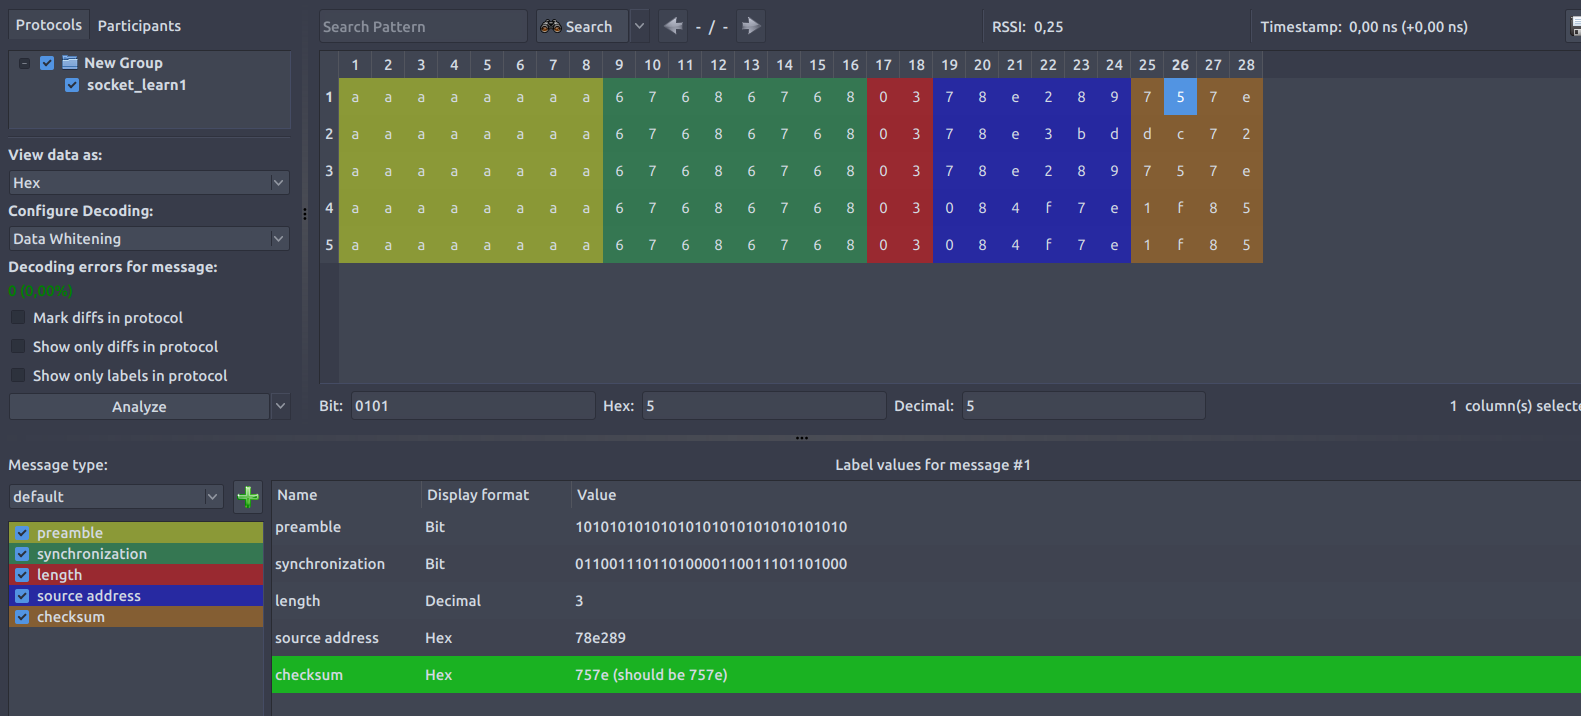 Protocols Participants
New Group
socket_learn1
View data as:
Hex
Configure Decoding:
Data Whitening
Decoding errors for message:
0 (0,00%)
Mark diffs in protocol
Show only diffs in protocol
Show only labels in protocol
Analyze
Search Pattern Search - / - RSSI: 0,25 Timestamp: 0,00 ns (+0,00 ns)
1 2 3 4 5 6 7 8 9 10 11 12 13 14 15 16 17 18 19 20 21 22 23 24 25 26 27 28
1 a a a a a a a a 6 7 6 8 6 7 6 8 0 3 7 8 e 2 8 9 7 5 7 e
2 a a a a a a a a 6 7 6 8 6 7 6 8 0 3 7 8 e 3 b d d c 7 2
3 a a a a a a a a 6 7 6 8 6 7 6 8 0 3 7 8 e 2 8 9 7 5 7 e
4 a a a a a a a a 6 7 6 8 6 7 6 8 0 3 0 8 4 f 7 e 1 f 8 5
5 a a a a a a a a 6 7 6 8 6 7 6 8 0 3 0 8 4 f 7 e 1 f 8 5
Bit: 0101 Hex: 5 Decimal: 5 1 column(s)
Message type:
default
preamble
synchronization
length
source address
checksum
Label values for message #1
Name Display format Value
preamble Bit 10101010101010101010101010101010
synchronization Bit 01100111011010000110011101101000
length Decimal 3
source address Hex 78e289
checksum Hex 757e (should be 757e)